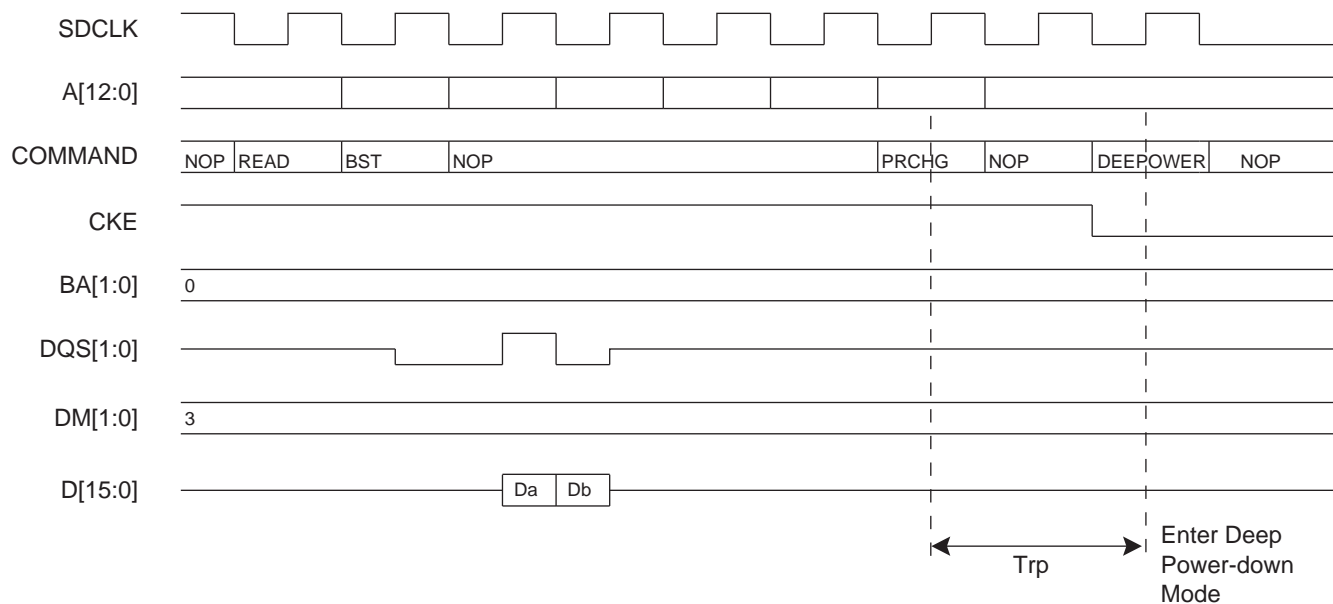 SDCLK
A[12:0]
COMMAND NOP READ BST NOP PRCHG NOP DEEPOWER NOP
CKE
BA[1:0] 0
DQS[1:0]
DM[1:0] 3
D[15:0] Da Db
Trp
Enter Deep
Power-down
Mode